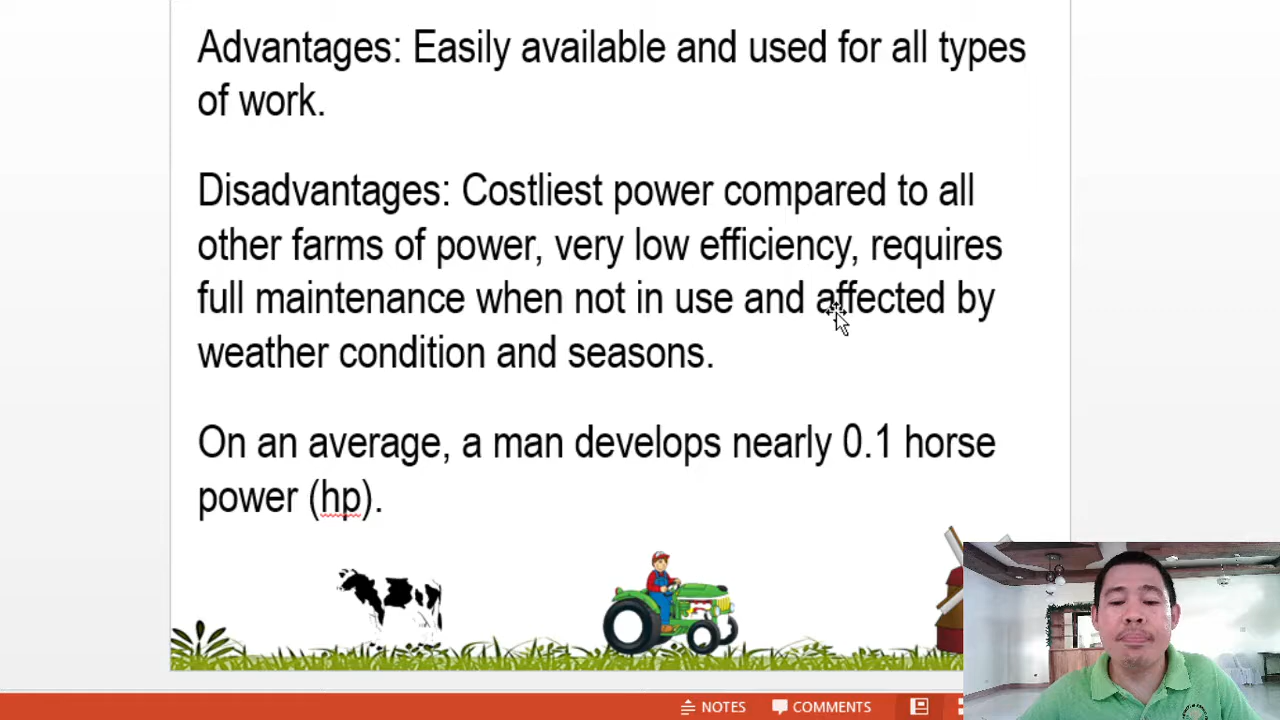 Advantages: Easily available and used for all types
of work.
Disadvantages: Costliest power compared to all
other farms of power, very low efficiency, requires
full maintenance when not in use and affected by
weather condition and seasons.
On an average, a man develops nearly 0.1 horse
power (hp).
NOTES
COMMENTS